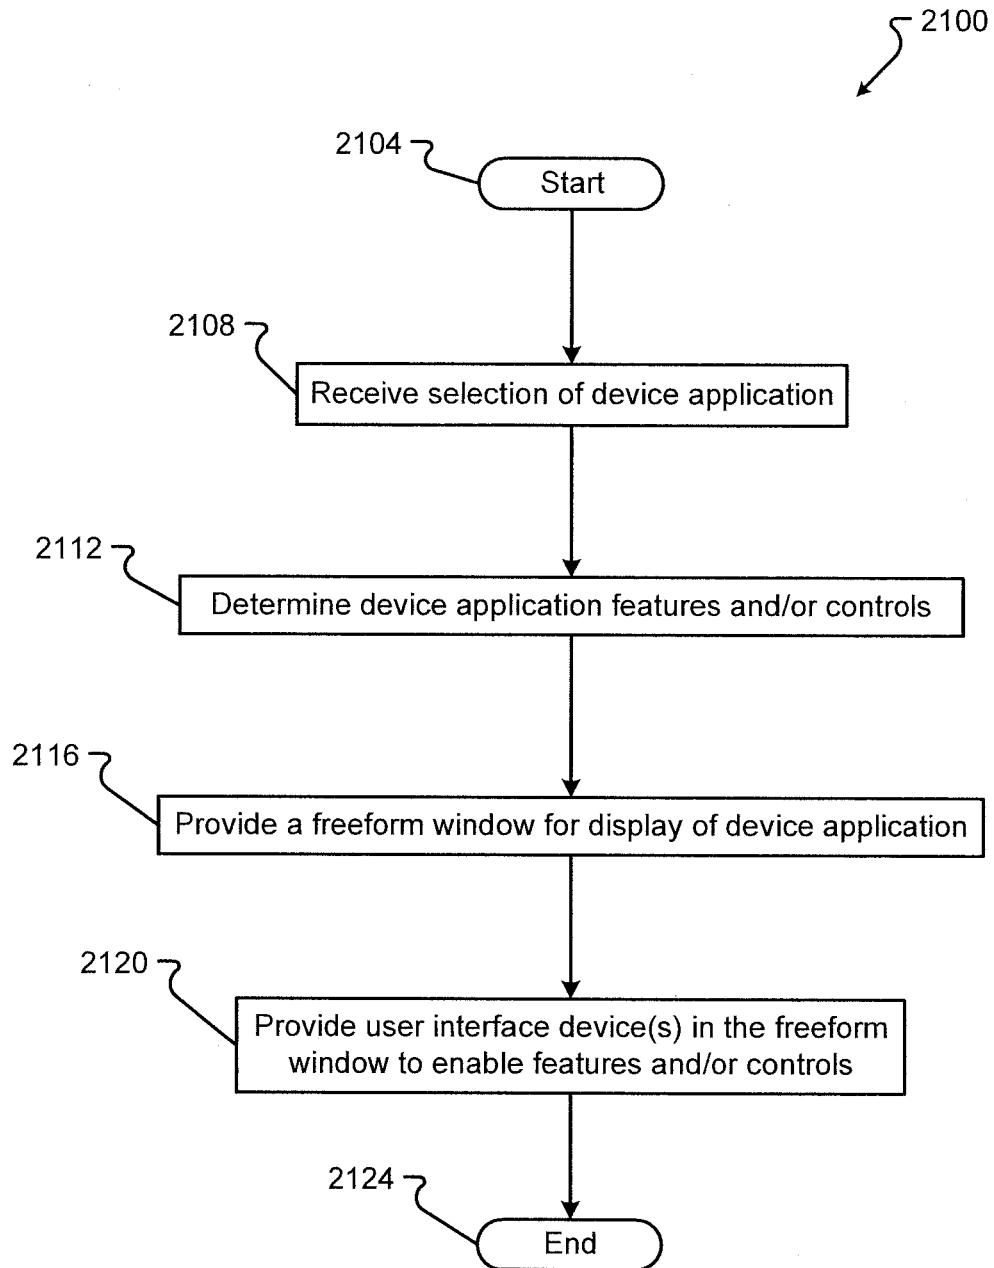 2100
2104
Start
2108
Receive selection of device application
2112
Determine device application features and/or controls
2116
Provide a freeform window for display of device application
2120
Provide user interface device(s) in the freeform
window to enable features and/or controls
2124
End